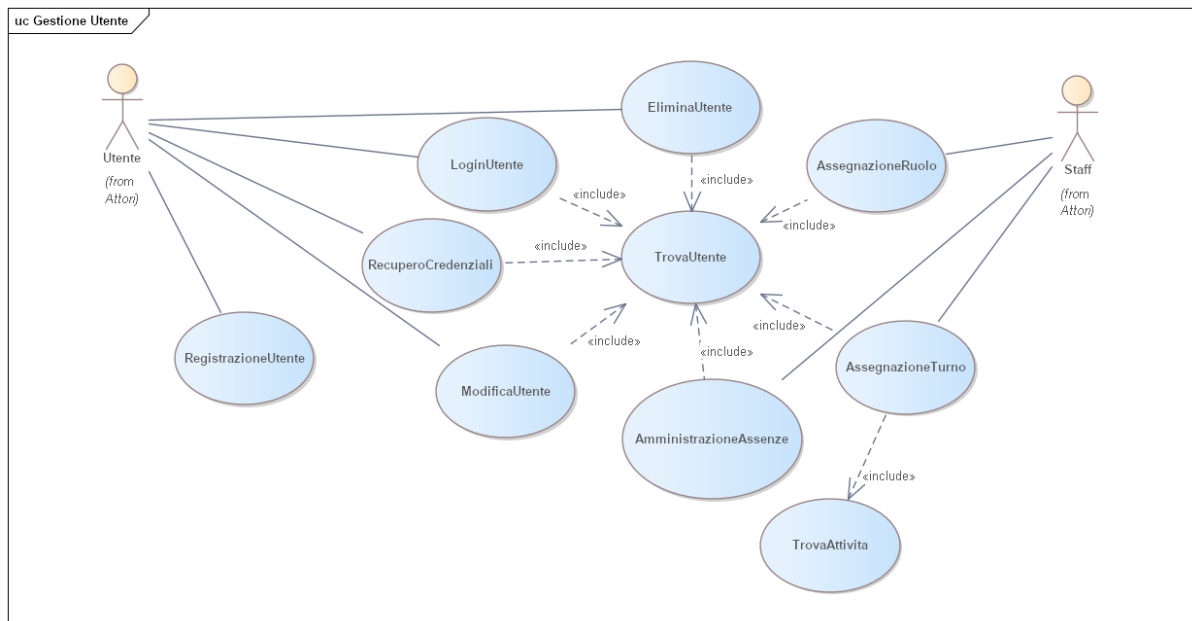 uc Gestione Utente
Utente
(from
Attori)
Staff
(from
Attori)
EliminaUtente
LoginUtente
AssegnazioneRuolo
«include»
«include»
«include»
RecuperoCredenziali
«include»
TrovaUtente
RegistrazioneUtente
ModificaUtente
«include»
«include»
«include»
AssegnazioneTurno
AmministrazioneAssenze
«include»
TrovaAttivita